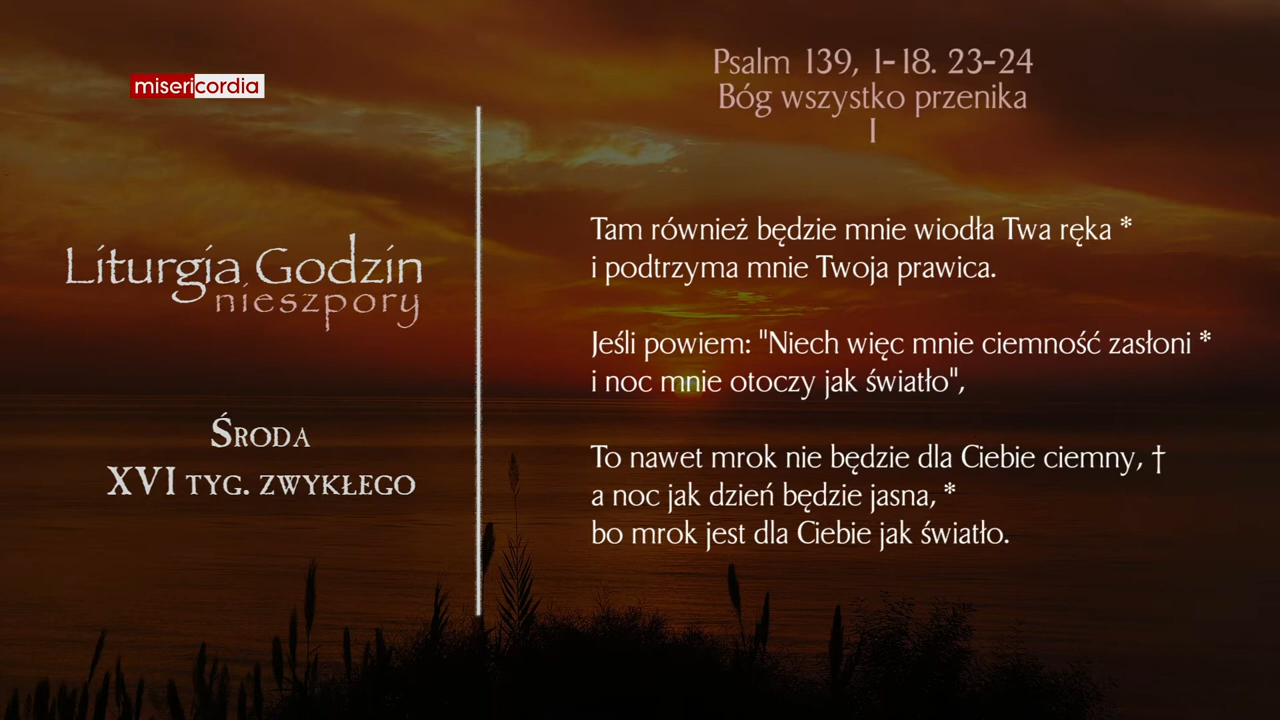 misericordia
Liturgia Godzin
nieszpory
Środa
XVI tyg. zwykłego
Psalm 139, 1-18. 23-24
Bóg wszystko przenika
I
Tam również będzie mnie wiodła Twa ręka *
i podtrzyma mnie Twoja prawica.
Jeśli powiem: "Niech więc mnie ciemność zasłoni *
i noc mnie otoczy jak światło",
To nawet mrok nie będzie dla Ciebie ciemny, †
a noc jak dzień będzie jasna, *
bo mrok jest dla Ciebie jak światło.